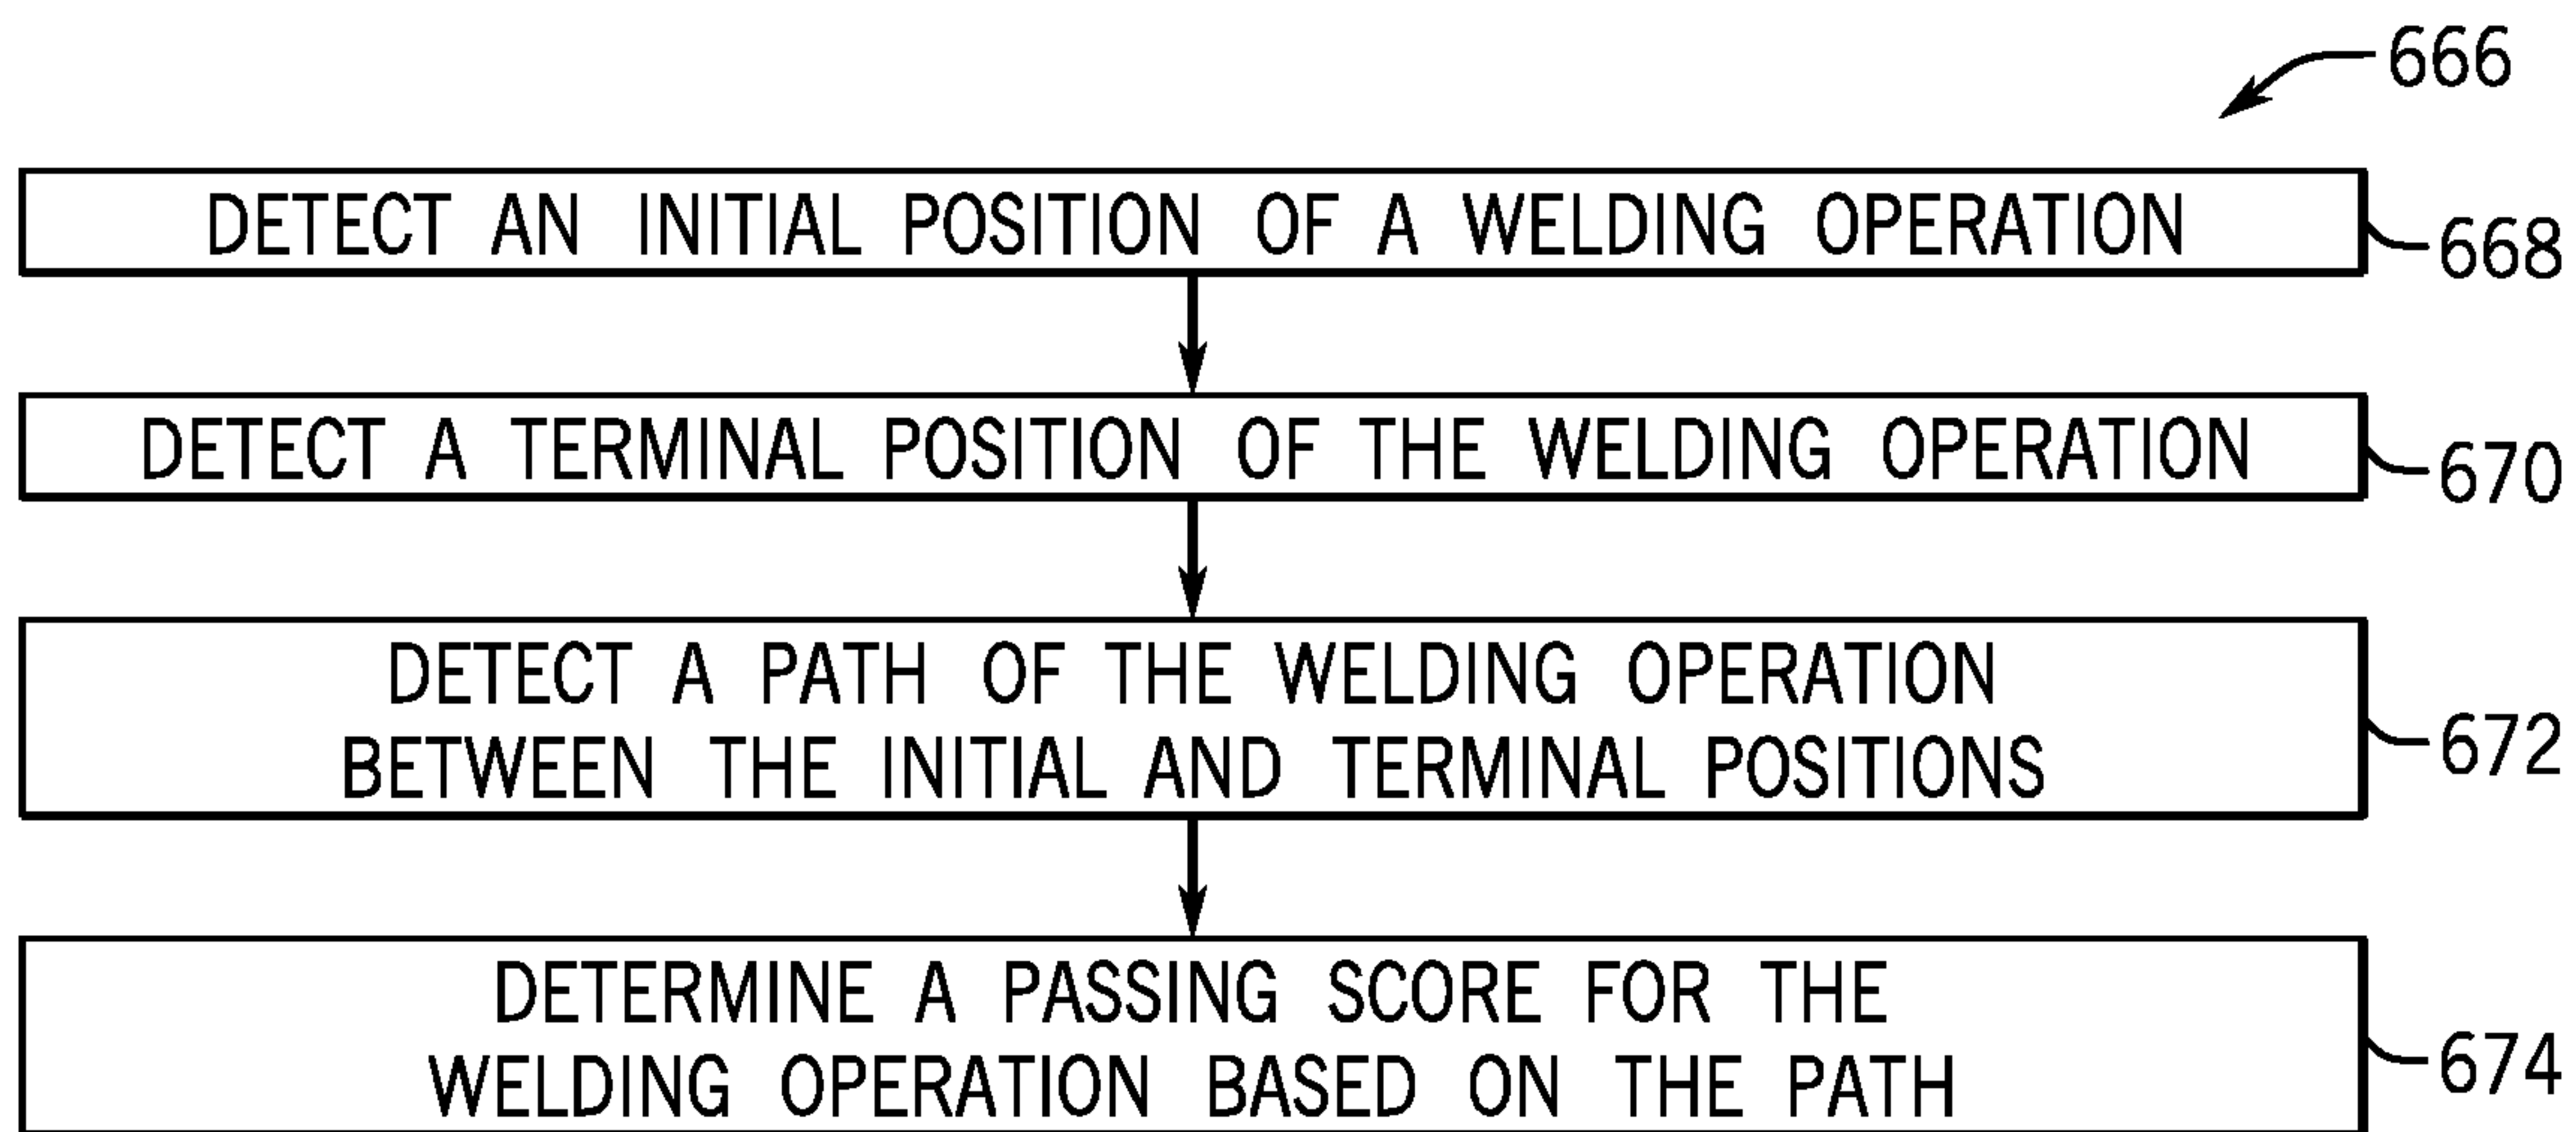 666
DETECT AN INITIAL POSITION OF A WELDING OPERATION
668
DETECT A TERMINAL POSITION OF THE WELDING OPERATION
670
DETECT A PATH OF THE WELDING OPERATION
BETWEEN THE INITIAL AND TERMINAL POSITIONS
672
DETERMINE A PASSING SCORE FOR THE
WELDING OPERATION BASED ON THE PATH
674